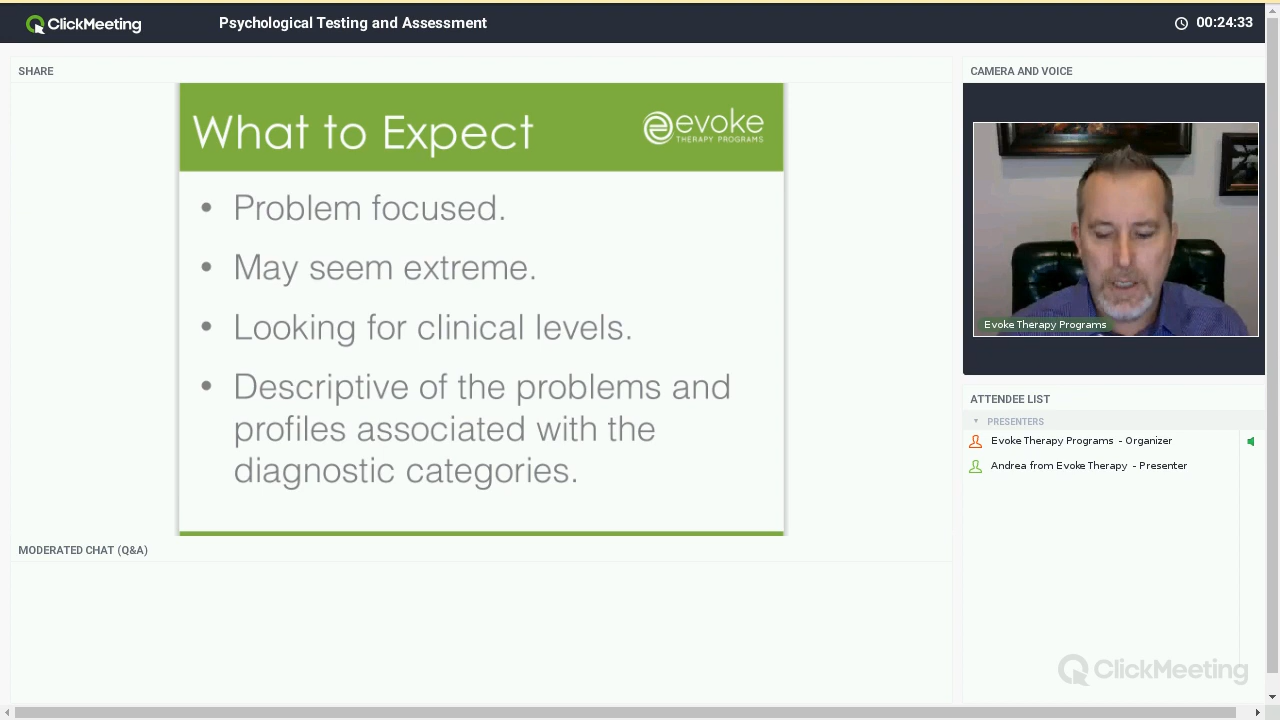 ClickMeeting
Psychological Testing and Assessment
00:24:33
SHARE
What to Expect
evoke
THERAPY PROGRAMS
• Problem focused.
• May seem extreme.
• Looking for clinical levels.
• Descriptive of the problems and
profiles associated with the
diagnostic categories.
MODERATED CHAT (Q&A)
CAMERA AND VOICE
Evoke Therapy Programs
ATTENDEE LIST
PRESENTERS
Evoke Therapy Programs - Organizer
Andrea from Evoke Therapy - Presenter
ClickMeeting